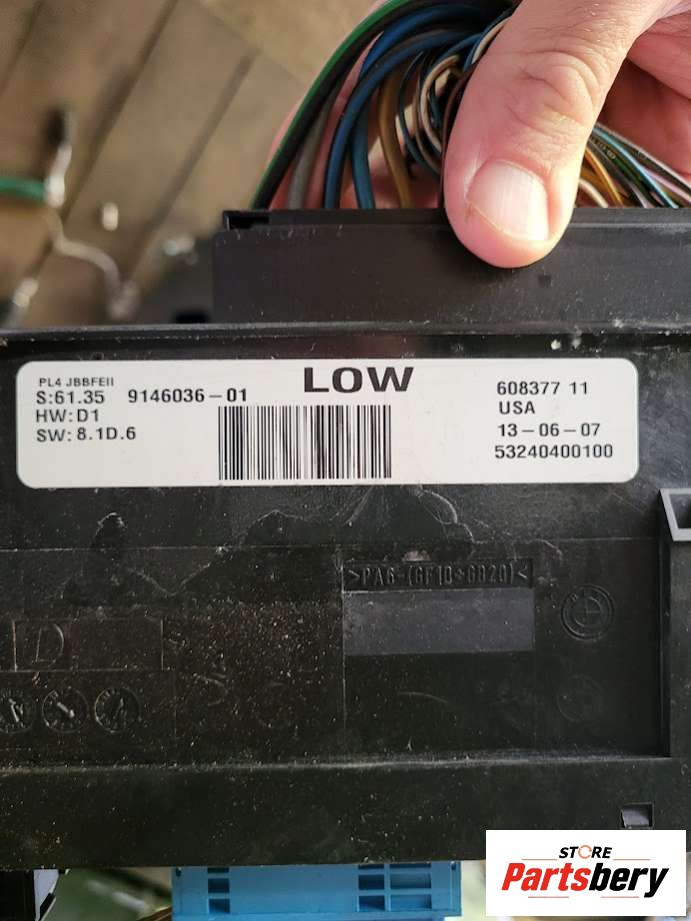 PL4 JBBFEII
S:61.35 9146036-01
HW:D1
SW: 8.1D.6
LOW
608377 11
USA
13-06-07
53240400100
>PA6-(GF10+GB20)<
D
STORE
Partsbery